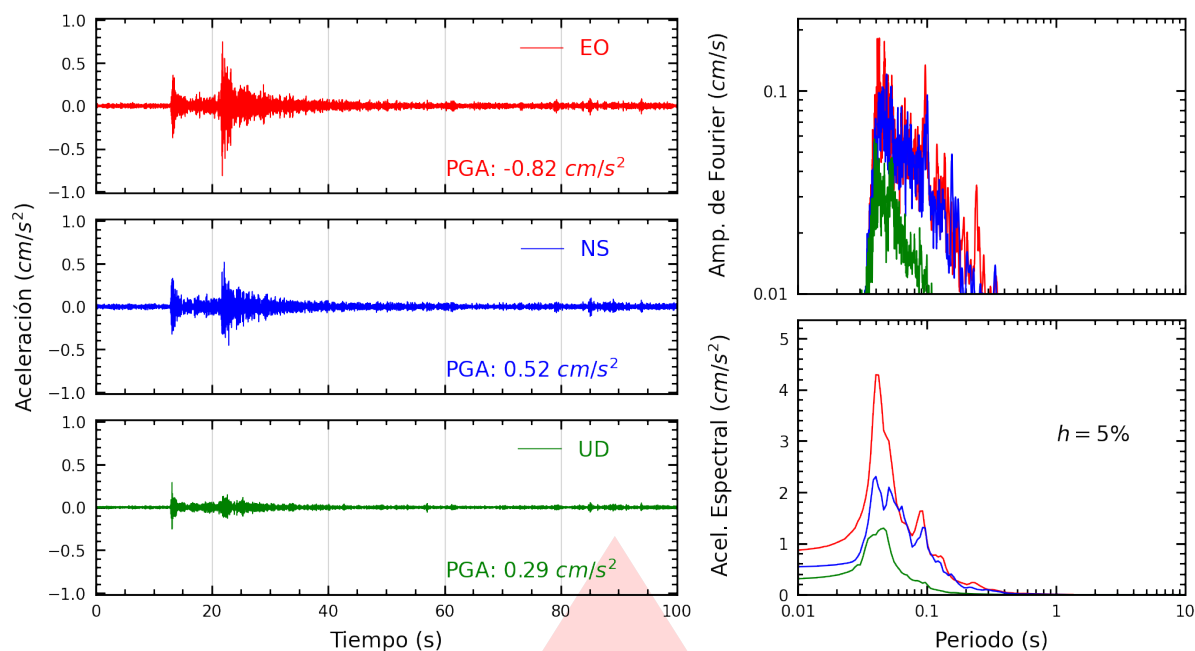 Aceleración (cm/s²)
1.0
0.5
0.0
−0.5
−1.0
EO
PGA: -0.82 cm/s²
1.0
0.5
0.0
−0.5
−1.0
NS
PGA: 0.52 cm/s²
1.0
0.5
0.0
−0.5
−1.0
UD
PGA: 0.29 cm/s²
0 20 40 60 80 100
Tiempo (s)
Amp. de Fourier (cm/s)
0.1
0.01
Acel. Espectral (cm/s²)
5
4
3
2
1
0
h = 5%
0.01 0.1 1 10
Periodo (s)